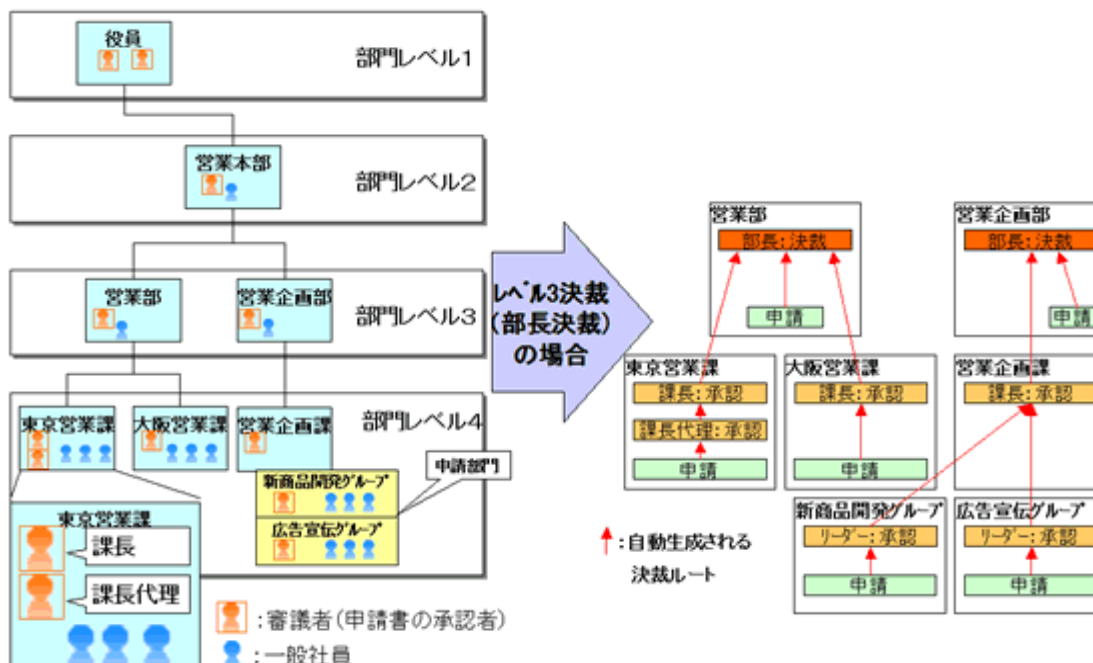 役員
部門レベル1
営業本部
部門レベル2
営業部
営業企画部
部門レベル3
東京営業課
大阪営業課
営業企画課
部門レベル4
申請部門
新商品開発グループ
広告宣伝グループ
東京営業課
課長
課長代理
:審議者(申請書の承認者)
:一般社員
レベル3決裁
(部長決裁)
の場合
営業部
部長:決裁
申請
営業企画部
部長:決裁
申請
東京営業課
課長:承認
課長代理:承認
申請
大阪営業課
課長:承認
申請
営業企画課
課長:承認
新商品開発グループ
リーダー:承認
申請
広告宣伝グループ
リーダー:承認
申請
:自動生成される
決裁ルート